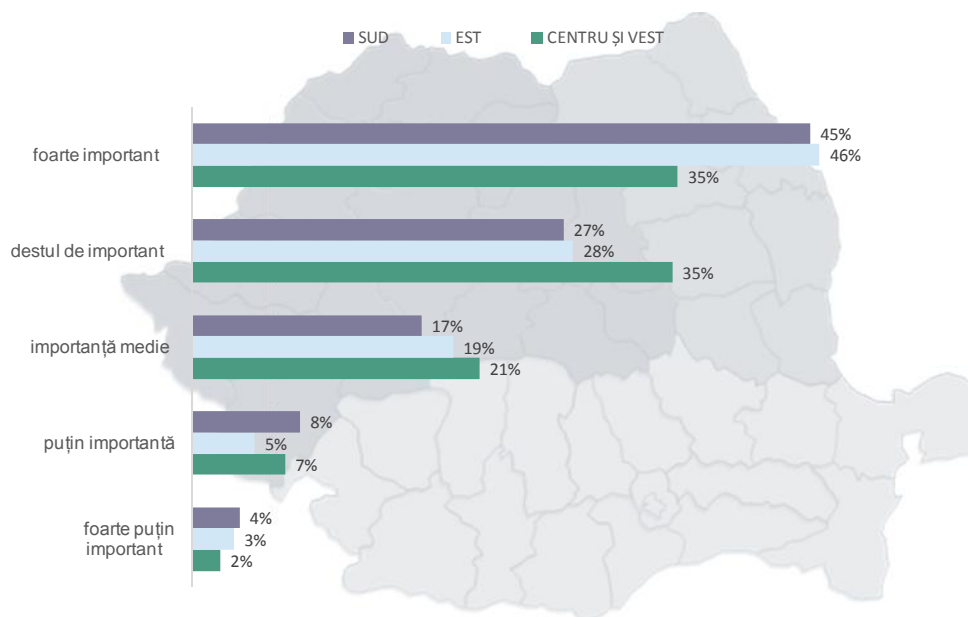 SUD EST CENTRU ȘI VEST
foarte important
45%
46%
35%
destul de important
27%
28%
35%
importanță medie
17%
19%
21%
puțin importantă
8%
5%
7%
foarte puțin
important
4%
3%
2%